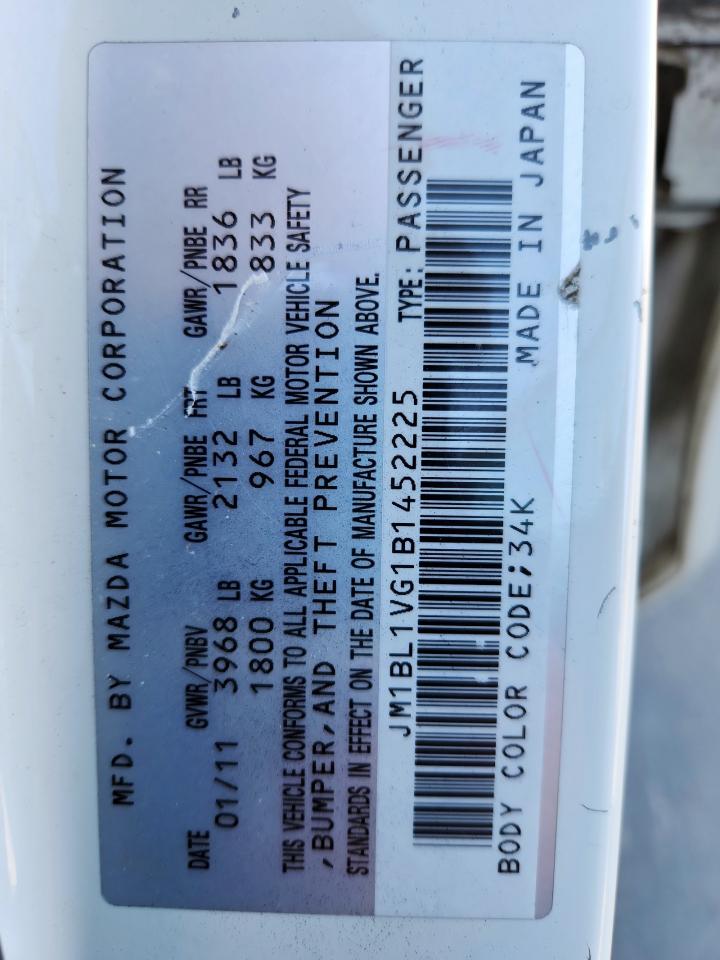 MFD. BY MAZDA MOTOR CORPORATION
DATE GVWR/PNBV GAWR/PNBE FRT GAWR/PNBE RR
01/11 3968 LB 2132 LB 1836 LB
1800 KG 967 KG 833 KG
THIS VEHICLE CONFORMS TO ALL APPLICABLE FEDERAL MOTOR VEHICLE SAFETY
,BUMPER,AND THEFT PREVENTION
STANDARDS IN EFFECT ON THE DATE OF MANUFACTURE SHOWN ABOVE.
JM1BL1VG1B1452225 TYPE: PASSENGER
BODY COLOR CODE;34K MADE IN JAPAN